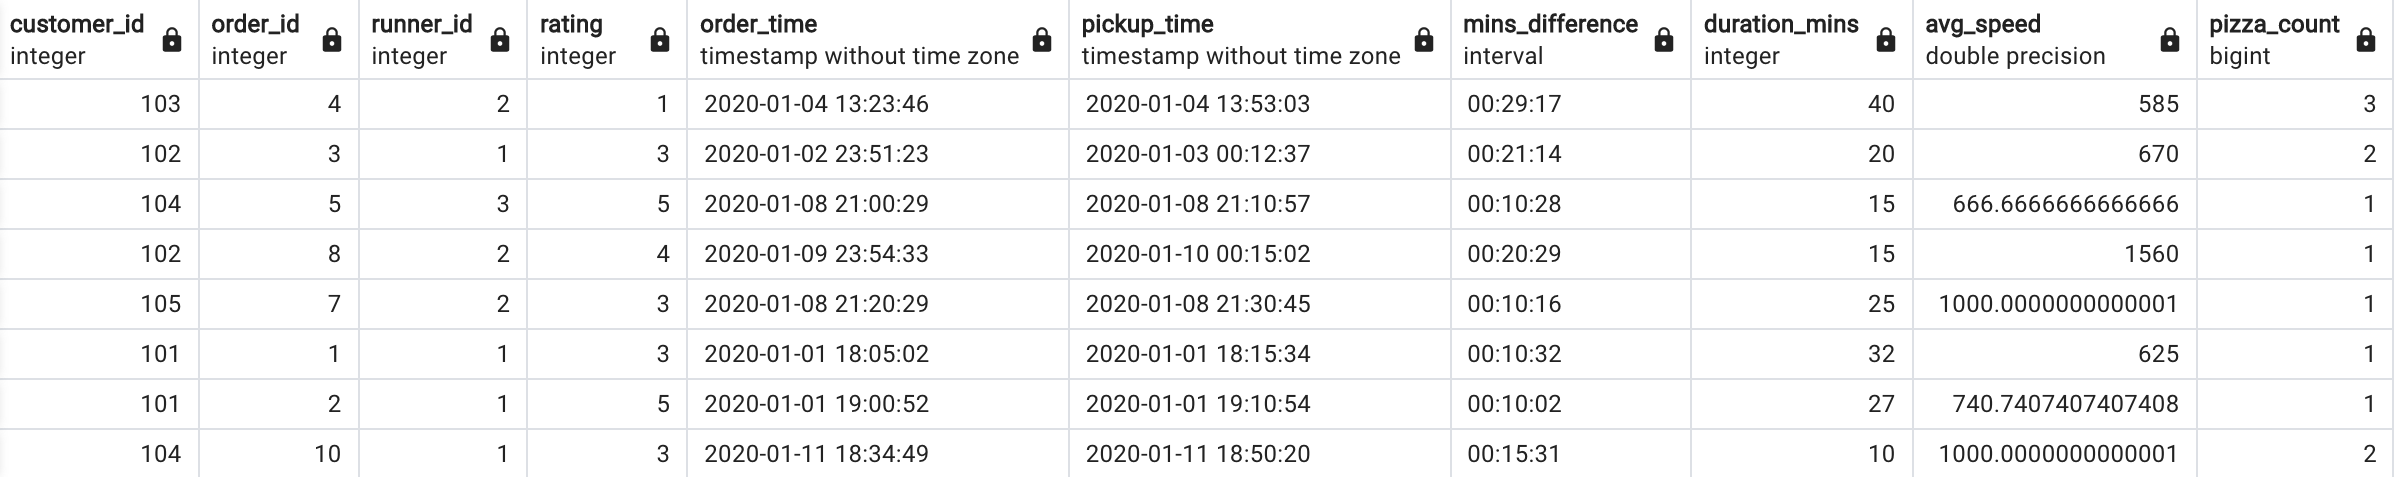 customer_id order_id runner_id rating order_time pickup_time mins_difference duration_mins avg_speed pizza_count
integer integer integer integer timestamp without time zone timestamp without time zone interval integer double precision bigint
103 4 2 1 2020-01-04 13:23:46 2020-01-04 13:53:03 00:29:17 40 585 3
102 3 1 3 2020-01-02 23:51:23 2020-01-03 00:12:37 00:21:14 20 670 2
104 5 3 5 2020-01-08 21:00:29 2020-01-08 21:10:57 00:10:28 15 666.6666666666666 1
102 8 2 4 2020-01-09 23:54:33 2020-01-10 00:15:02 00:20:29 15 1560 1
105 7 2 3 2020-01-08 21:20:29 2020-01-08 21:30:45 00:10:16 25 1000.0000000000001 1
101 1 1 3 2020-01-01 18:05:02 2020-01-01 18:15:34 00:10:32 32 625 1
101 2 1 5 2020-01-01 19:00:52 2020-01-01 19:10:54 00:10:02 27 740.7407407407408 1
104 10 1 3 2020-01-11 18:34:49 2020-01-11 18:50:20 00:15:31 10 1000.0000000000001 2